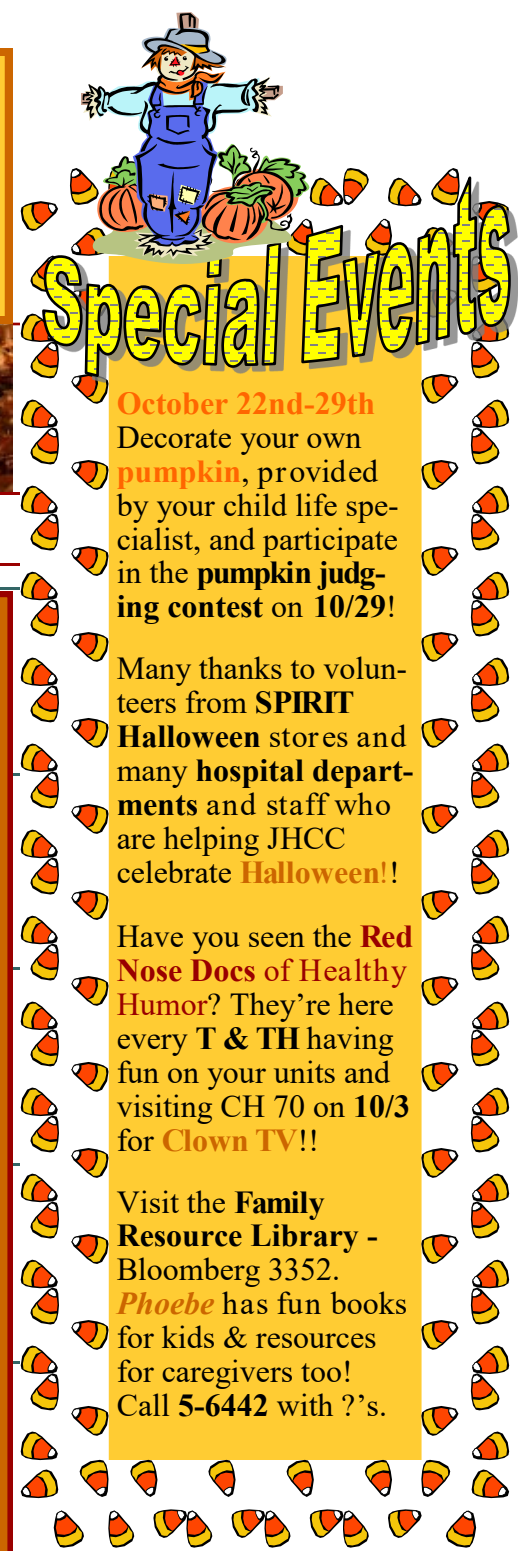 Special Events
October 22nd-29th
Decorate your own
pumpkin, provided
by your child life spe-
cialist, and participate
in the pumpkin judg-
ing contest on 10/29!
Many thanks to volun-
teers from SPIRIT
Halloween stores and
many hospital depart-
ments and staff who
are helping JHCC
celebrate Halloween!!
Have you seen the Red
Nose Docs of Healthy
Humor? They're here
every T & TH having
fun on your units and
visiting CH 70 on 10/3
for Clown TV!!
Visit the Family
Resource Library -
Bloomberg 3352.
Phoebe has fun books
for kids & resources
for caregivers too!
Call 5-6442 with ?'s.